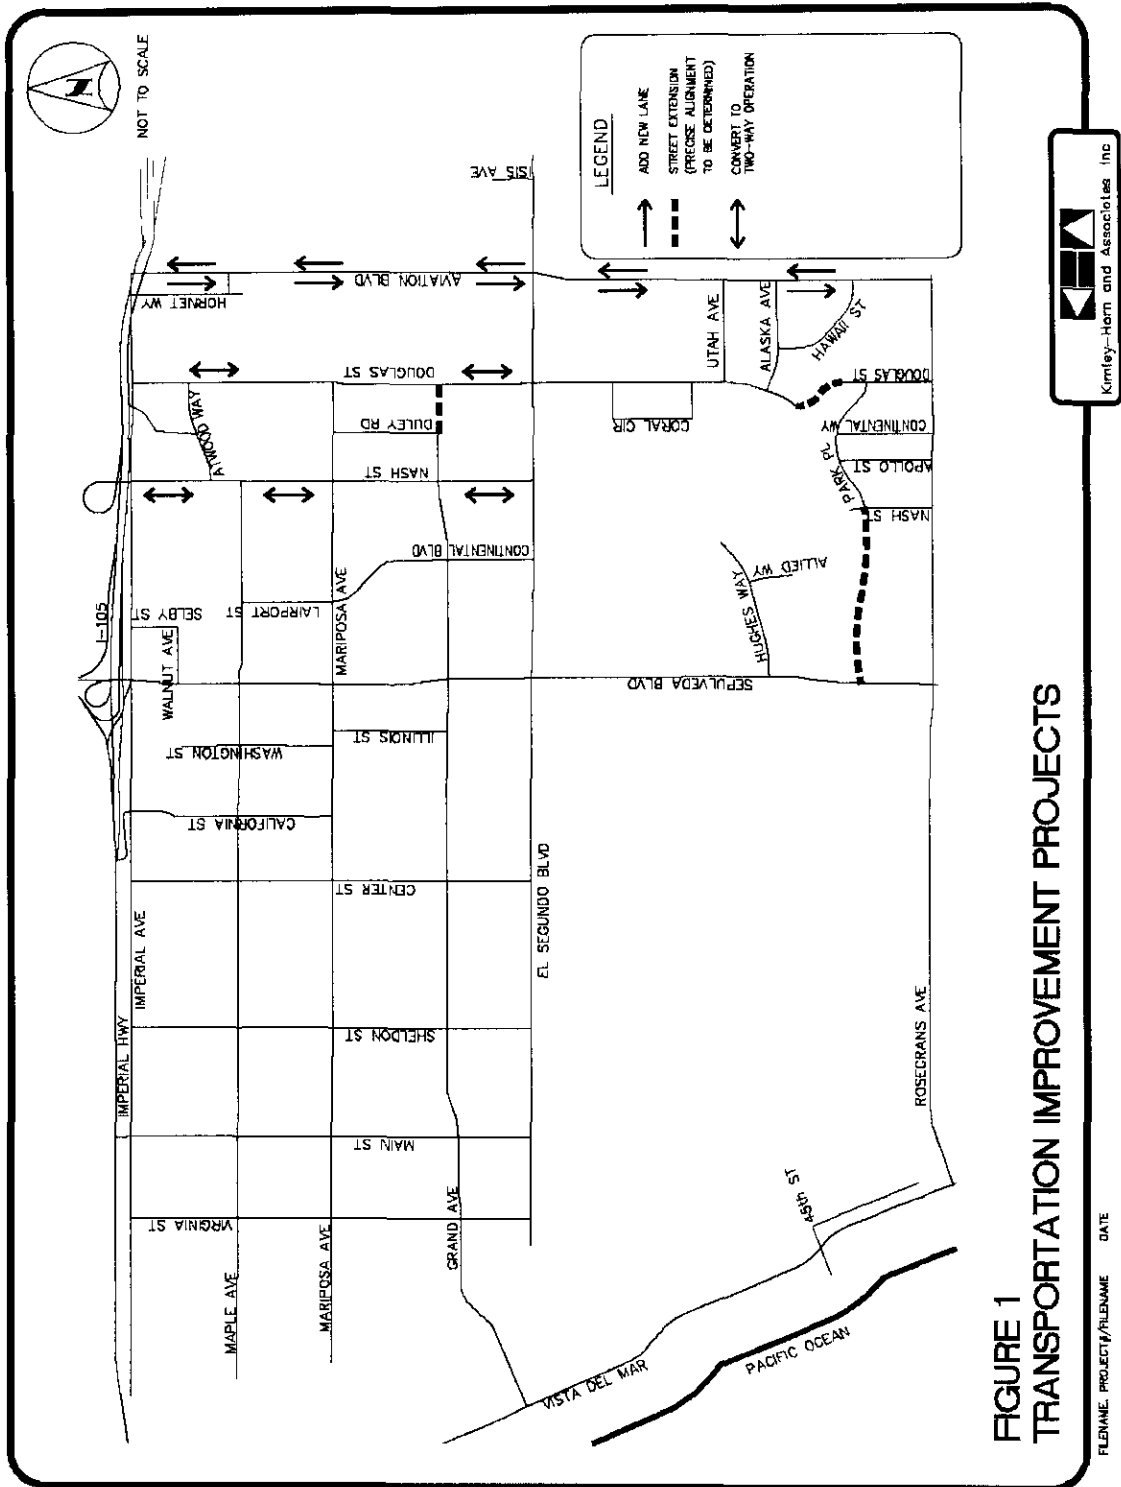 NOT TO SCALE
N
I-105
IMPERIAL HWY
IMPERIAL AVE
WALNUT AVE
SELBY ST
HORNET WY
ATWOOD WAY
MAPLE AVE
LAIRPORT ST
WASHINGTON ST
CALIFORNIA ST
VIRGINIA ST
MARIPOSA AVE
MARIPOSA AVE
DOUGLAS ST
AVIATION BLVD
DULEY RD
NASH ST
CONTINENTAL BLVD
ILLINOIS ST
CENTER ST
SHELDON ST
MAIN ST
GRAND AVE
ISIS AVE
EL SEGUNDO BLVD
CORAL CIR
UTAH AVE
ALASKA AVE
HAWAII ST
SEPULVEDA BLVD
HUGHES WAY
ALLIED WY
PARK PL
DOUGLAS ST
CONTINENTAL WY
APOLLO ST
NASH ST
ROSECRANS AVE
45th ST
VISTA DEL MAR
PACIFIC OCEAN
LEGEND
ADD NEW LANE
STREET EXTENSION
(PRECISE ALIGNMENT
TO BE DETERMINED)
CONVERT TO
TWO-WAY OPERATION
FIGURE 1
TRANSPORTATION IMPROVEMENT PROJECTS
Kimley-Horn and Associates Inc
FILENAME, PROJECT#/FILENAME DATE